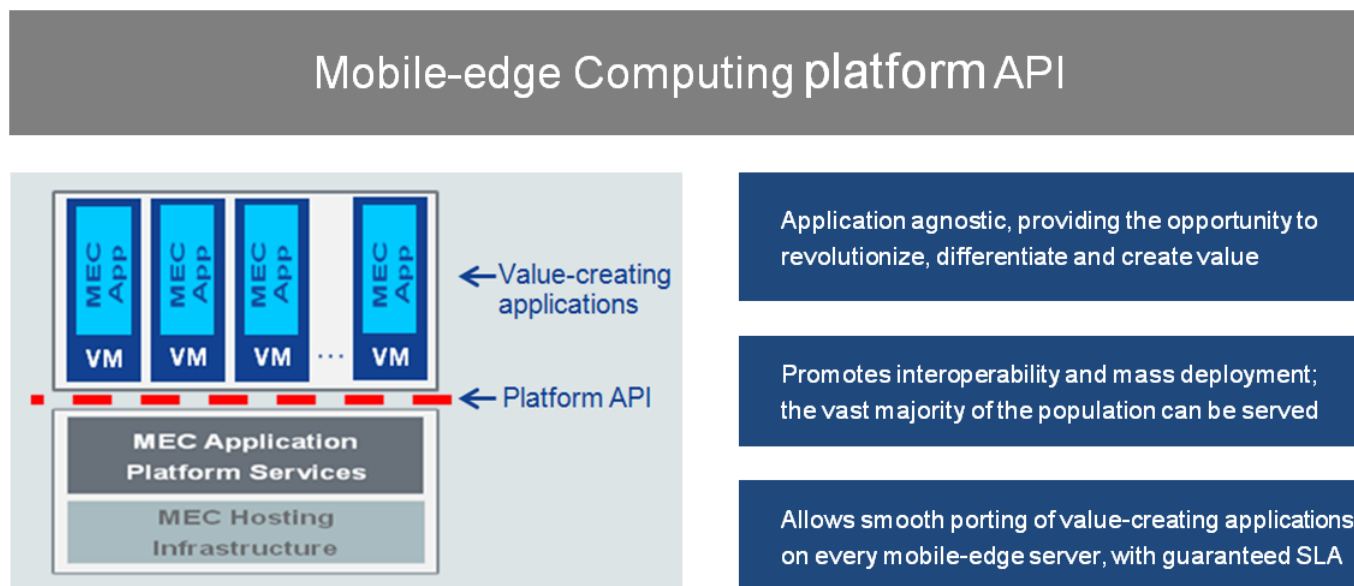 Mobile-edge Computing platform API
MEC
App
VM
MEC
App
VM
MEC
App
VM
...
MEC
App
VM
Value-creating
applications
Platform API
MEC Application
Platform Services
MEC Hosting
Infrastructure
Application agnostic, providing the opportunity to
revolutionize, differentiate and create value
Promotes interoperability and mass deployment;
the vast majority of the population can be served
Allows smooth porting of value-creating applications
on every mobile-edge server, with guaranteed SLA